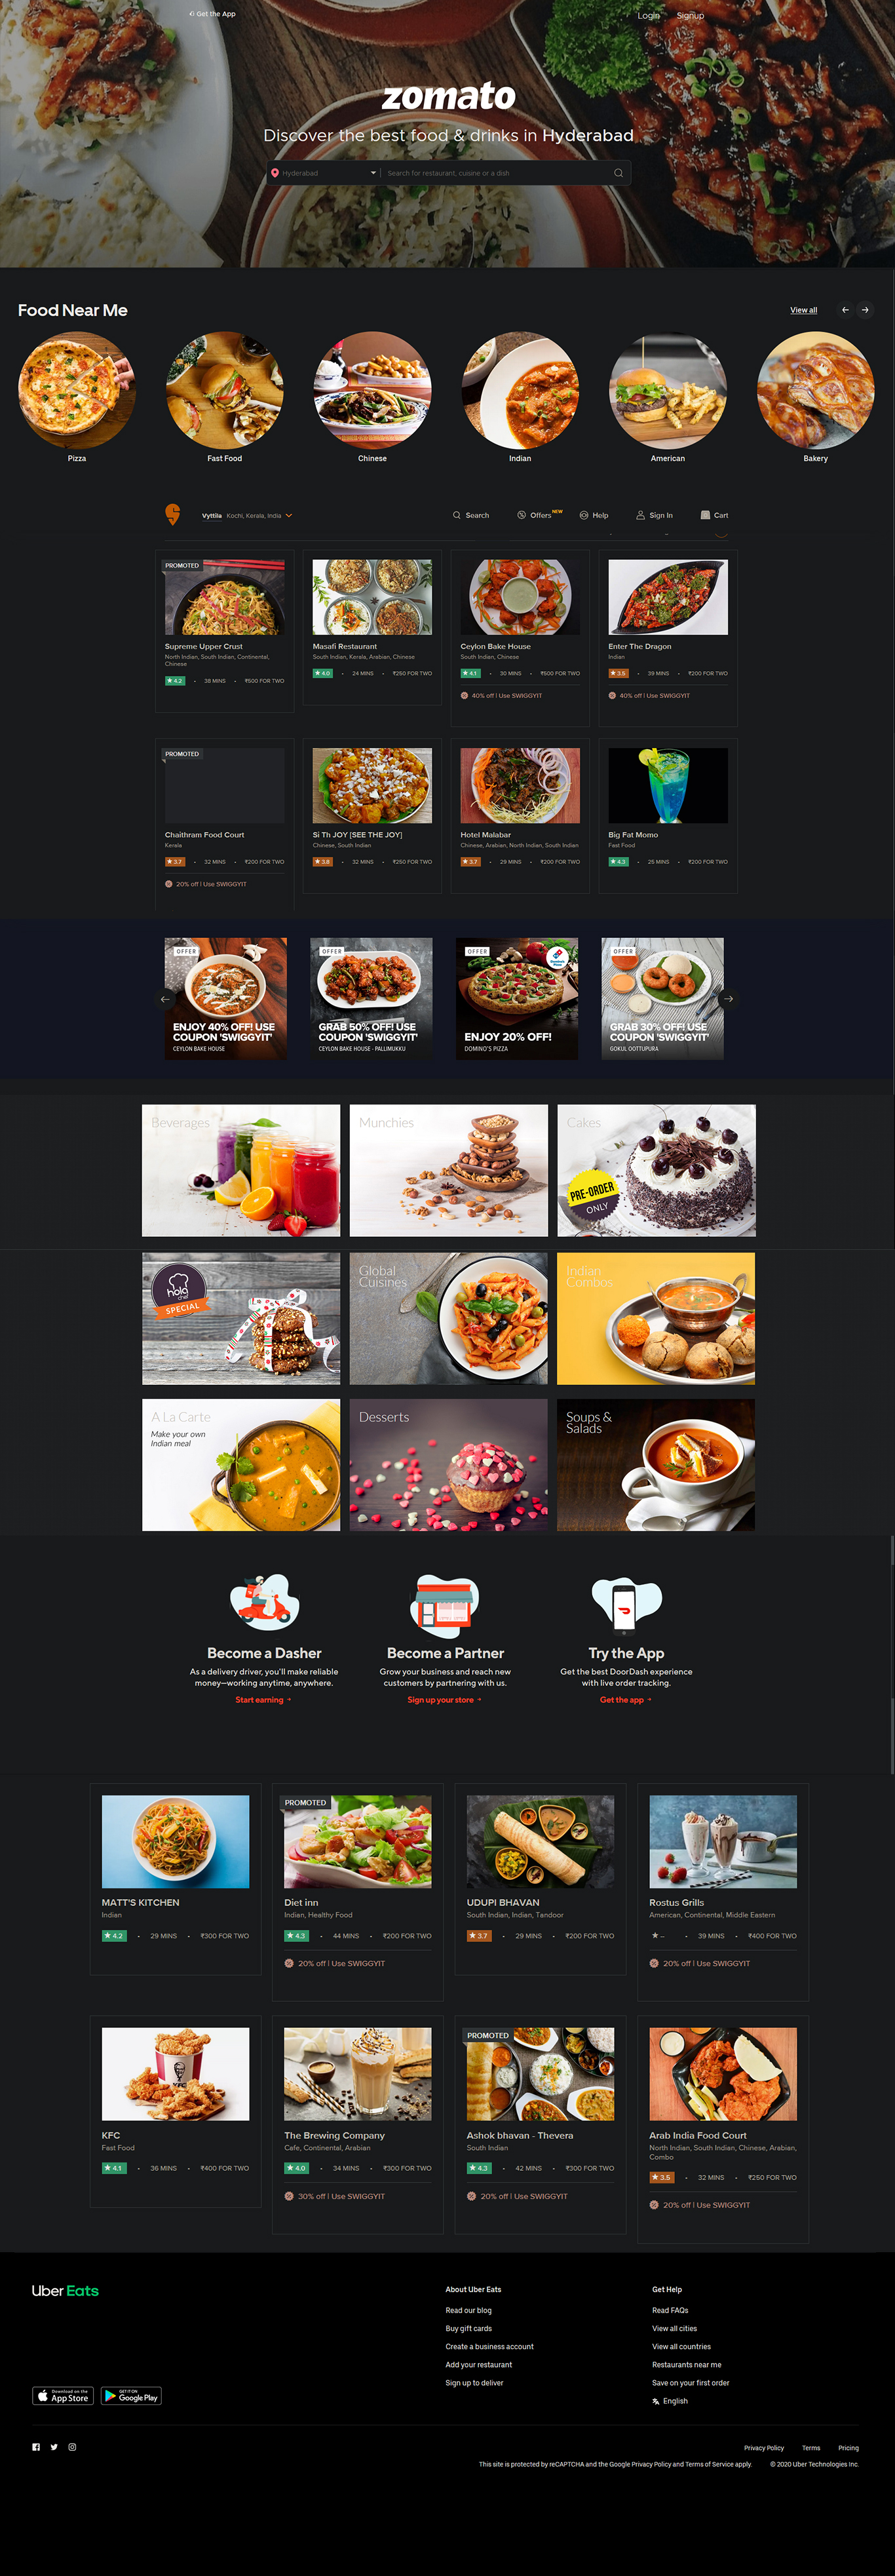 Get the App
Login Signup
zomato
Discover the best food & drinks in Hyderabad
Hyderabad Search for restaurant, cuisine or a dish
Food Near Me
View all
Pizza Fast Food Chinese Indian American Bakery
Vyttila Kochi, Kerala, India Search Offers NEW Help Sign In Cart
PROMOTED
Supreme Upper Crust
North Indian, South Indian, Continental,
Chinese
★ 4.2 • 38 MINS • ₹500 FOR TWO
Masafi Restaurant
South Indian, Kerala, Arabian, Chinese
★ 4.0 • 24 MINS • ₹250 FOR TWO
Ceylon Bake House
South Indian, Chinese
★ 4.1 • 30 MINS • ₹500 FOR TWO
40% off | Use SWIGGYIT
Enter The Dragon
Indian
★ 3.5 • 39 MINS • ₹200 FOR TWO
40% off | Use SWIGGYIT
PROMOTED
Chaithram Food Court
Kerala
★ 3.7 • 32 MINS • ₹200 FOR TWO
20% off | Use SWIGGYIT
Si Th JOY [SEE THE JOY]
Chinese, South Indian
★ 3.8 • 32 MINS • ₹250 FOR TWO
Hotel Malabar
Chinese, Arabian, North Indian, South Indian
★ 3.7 • 29 MINS • ₹200 FOR TWO
Big Fat Momo
Fast Food
★ 4.3 • 25 MINS • ₹200 FOR TWO
OFFER
ENJOY 40% OFF! USE
COUPON 'SWIGGYIT'
CEYLON BAKE HOUSE
OFFER
GRAB 50% OFF! USE
COUPON 'SWIGGYIT'
CEYLON BAKE HOUSE - PALLIMUKKU
OFFER
Domino's
Pizza
ENJOY 20% OFF!
DOMINO'S PIZZA
OFFER
GRAB 30% OFF! USE
COUPON 'SWIGGYIT'
GOKUL OOTTUPURA
Beverages
Munchies
Cakes
PRE-ORDER
ONLY
hola
chef
SPECIAL
Global
Cuisines
Indian
Combos
A La Carte
Make your own
Indian meal
Desserts
Soups &
Salads
Become a Dasher
As a delivery driver, you'll make reliable
money—working anytime, anywhere.
Start earning
Become a Partner
Grow your business and reach new
customers by partnering with us.
Sign up your store
Try the App
Get the best DoorDash experience
with live order tracking.
Get the app
MATT'S KITCHEN
Indian
★ 4.2 • 29 MINS • ₹300 FOR TWO
PROMOTED
Diet inn
Indian, Healthy Food
★ 4.3 • 44 MINS • ₹200 FOR TWO
20% off | Use SWIGGYIT
UDUPI BHAVAN
South Indian, Indian, Tandoor
★ 3.7 • 29 MINS • ₹200 FOR TWO
Rostus Grills
American, Continental, Middle Eastern
★ -- • 39 MINS • ₹400 FOR TWO
20% off | Use SWIGGYIT
KFC
KFC
Fast Food
★ 4.1 • 36 MINS • ₹400 FOR TWO
The Brewing Company
Cafe, Continental, Arabian
★ 4.0 • 34 MINS • ₹300 FOR TWO
30% off | Use SWIGGYIT
PROMOTED
Ashok bhavan - Thevera
South Indian
★ 4.3 • 42 MINS • ₹300 FOR TWO
20% off | Use SWIGGYIT
Arab India Food Court
North Indian, South Indian, Chinese, Arabian,
Combo
★ 3.5 • 32 MINS • ₹250 FOR TWO
20% off | Use SWIGGYIT
Uber Eats
Download on the
App Store
GET IT ON
Google Play
About Uber Eats
Read our blog
Buy gift cards
Create a business account
Add your restaurant
Sign up to deliver
Get Help
Read FAQs
View all cities
View all countries
Restaurants near me
Save on your first order
English
Privacy Policy Terms Pricing
This site is protected by reCAPTCHA and the Google Privacy Policy and Terms of Service apply. © 2020 Uber Technologies Inc.